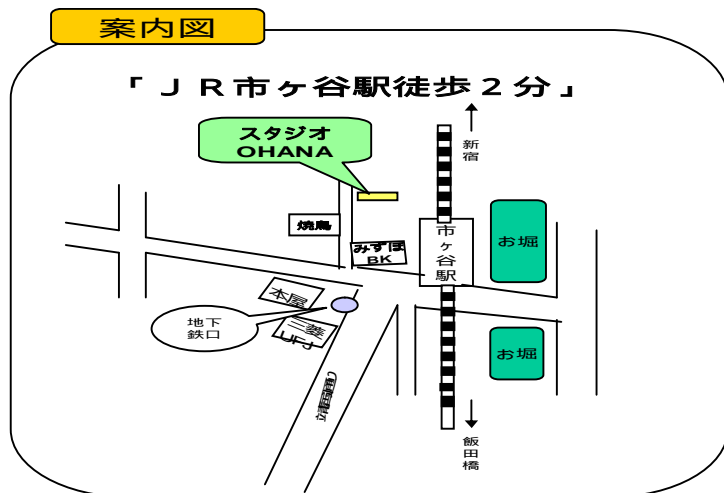 案内図
「ＪＲ市ヶ谷駅徒歩２分」
スタジオ
OHANA
新宿
焼鳥
みずほ
BK
市ヶ谷駅
お堀
本屋
地下
鉄口
三菱
UFJ
お堀
飯田橋